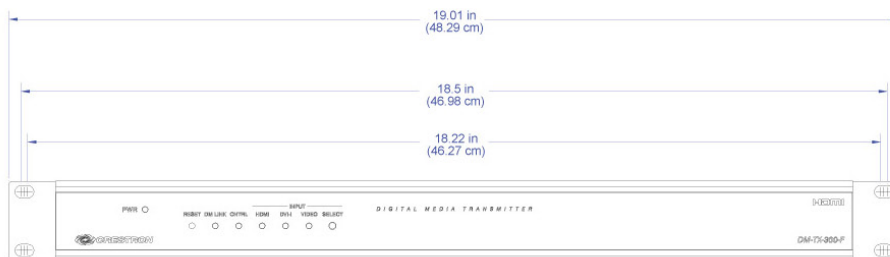 19.01 in
(48.29 cm)
18.5 in
(46.98 cm)
18.22 in
(46.27 cm)
PWR
INPUT
RESET DM LINK CNTRL HDMI DVI-I VIDEO SELECT
DIGITAL MEDIA TRANSMITTER
HDMI
CRESTRON
DM-TX-300-F